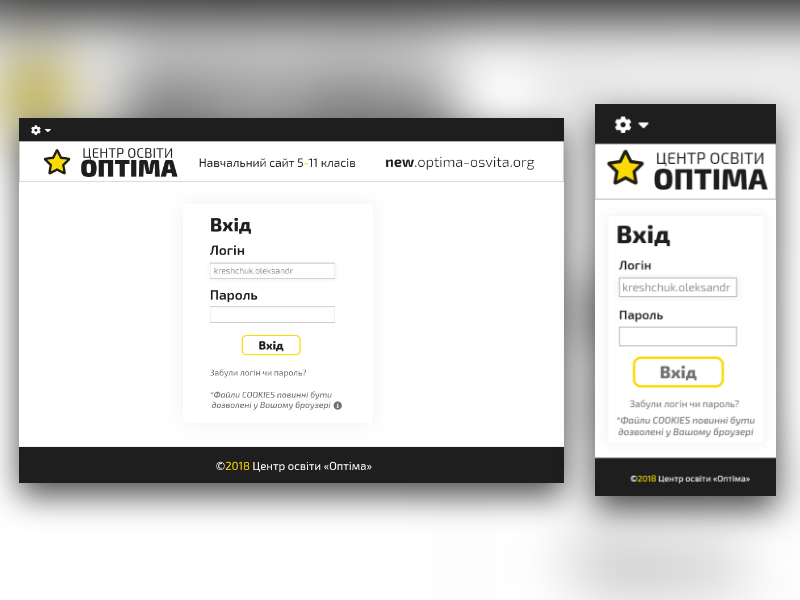 ЦЕНТР ОСВІТИ
ОПТІМА
Навчальний сайт 5-11 класів
new.optima-osvita.org
Вхід
Логін
kreshchuk.oleksandr
Пароль
Вхід
Забули логін чи пароль?
*Файли COOKIES повинні бути
дозволені у Вашому браузері
©2018 Центр освіти «Оптіма»
ЦЕНТР ОСВІТИ
ОПТІМА
Вхід
Логін
kreshchuk.oleksandr
Пароль
Вхід
Забули логін чи пароль?
*Файли COOKIES повинні бути
дозволені у Вашому браузері
©2018 Центр освіти «Оптіма»